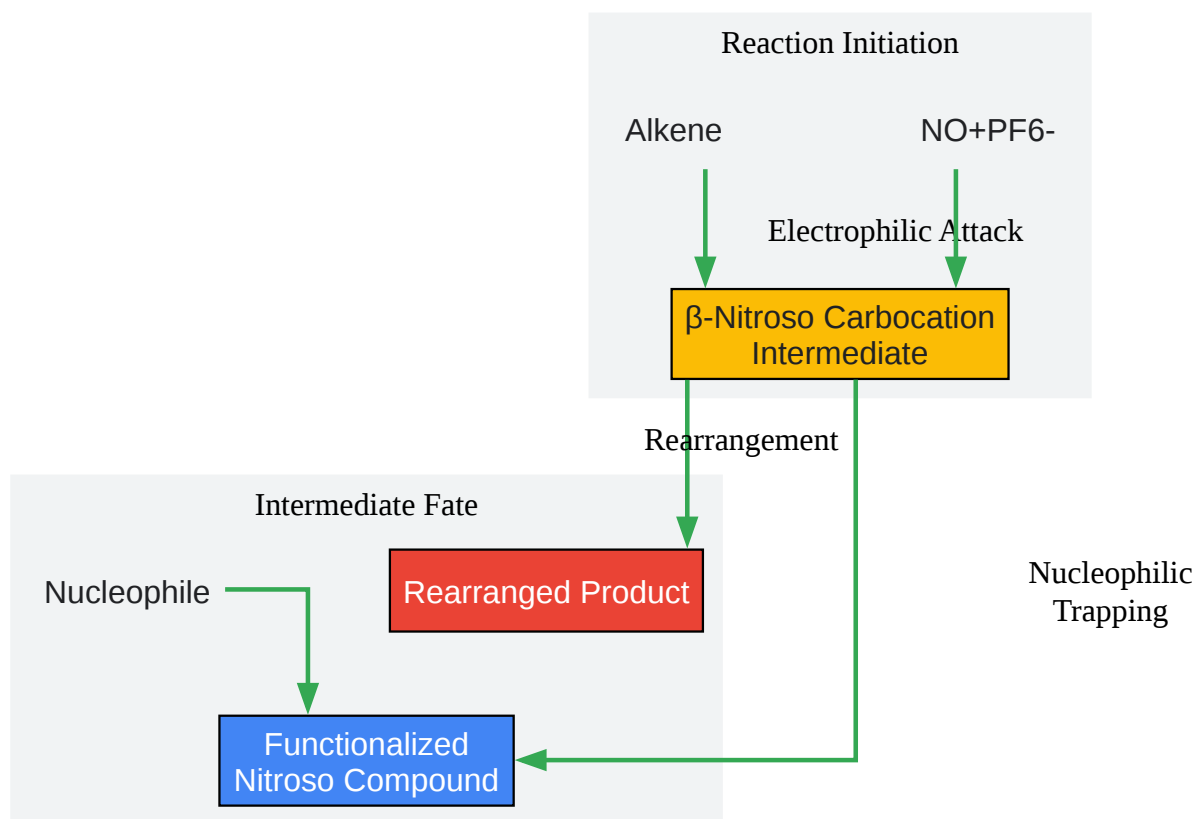 Reaction Initiation
Alkene
NO+PF6-
Electrophilic Attack
β-Nitroso Carbocation
Intermediate
Rearrangement
Intermediate Fate
Nucleophilic
Trapping
Nucleophile
Rearranged Product
Functionalized
Nitroso Compound